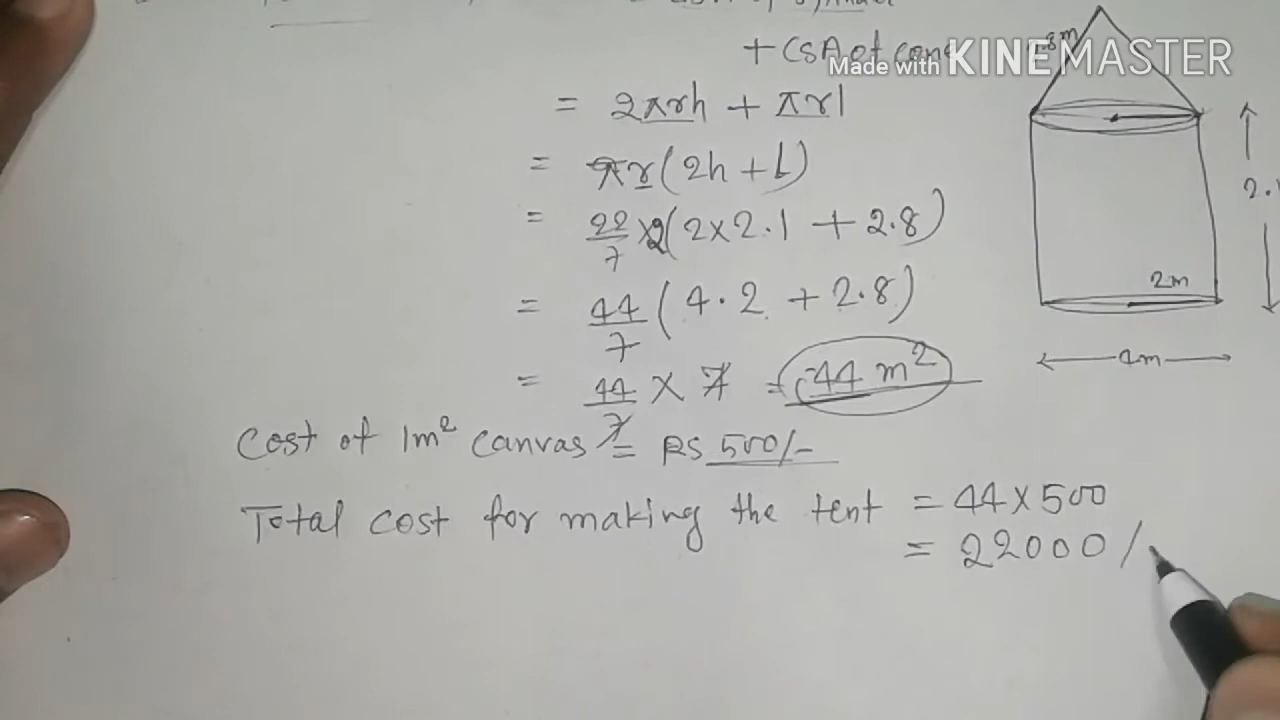 + CSA of cone
Made with KINEMASTER
= 2πrh + πrl
= πr(2h + l)
= 22/7 × 2(2×2.1 + 2.8)
= 44/7 (4.2 + 2.8)
= 44/7 × 7 = 44 m²
Cost of 1m² canvas = RS 500/-
Total cost for making the tent = 44×500
= 22000/
2m
4m